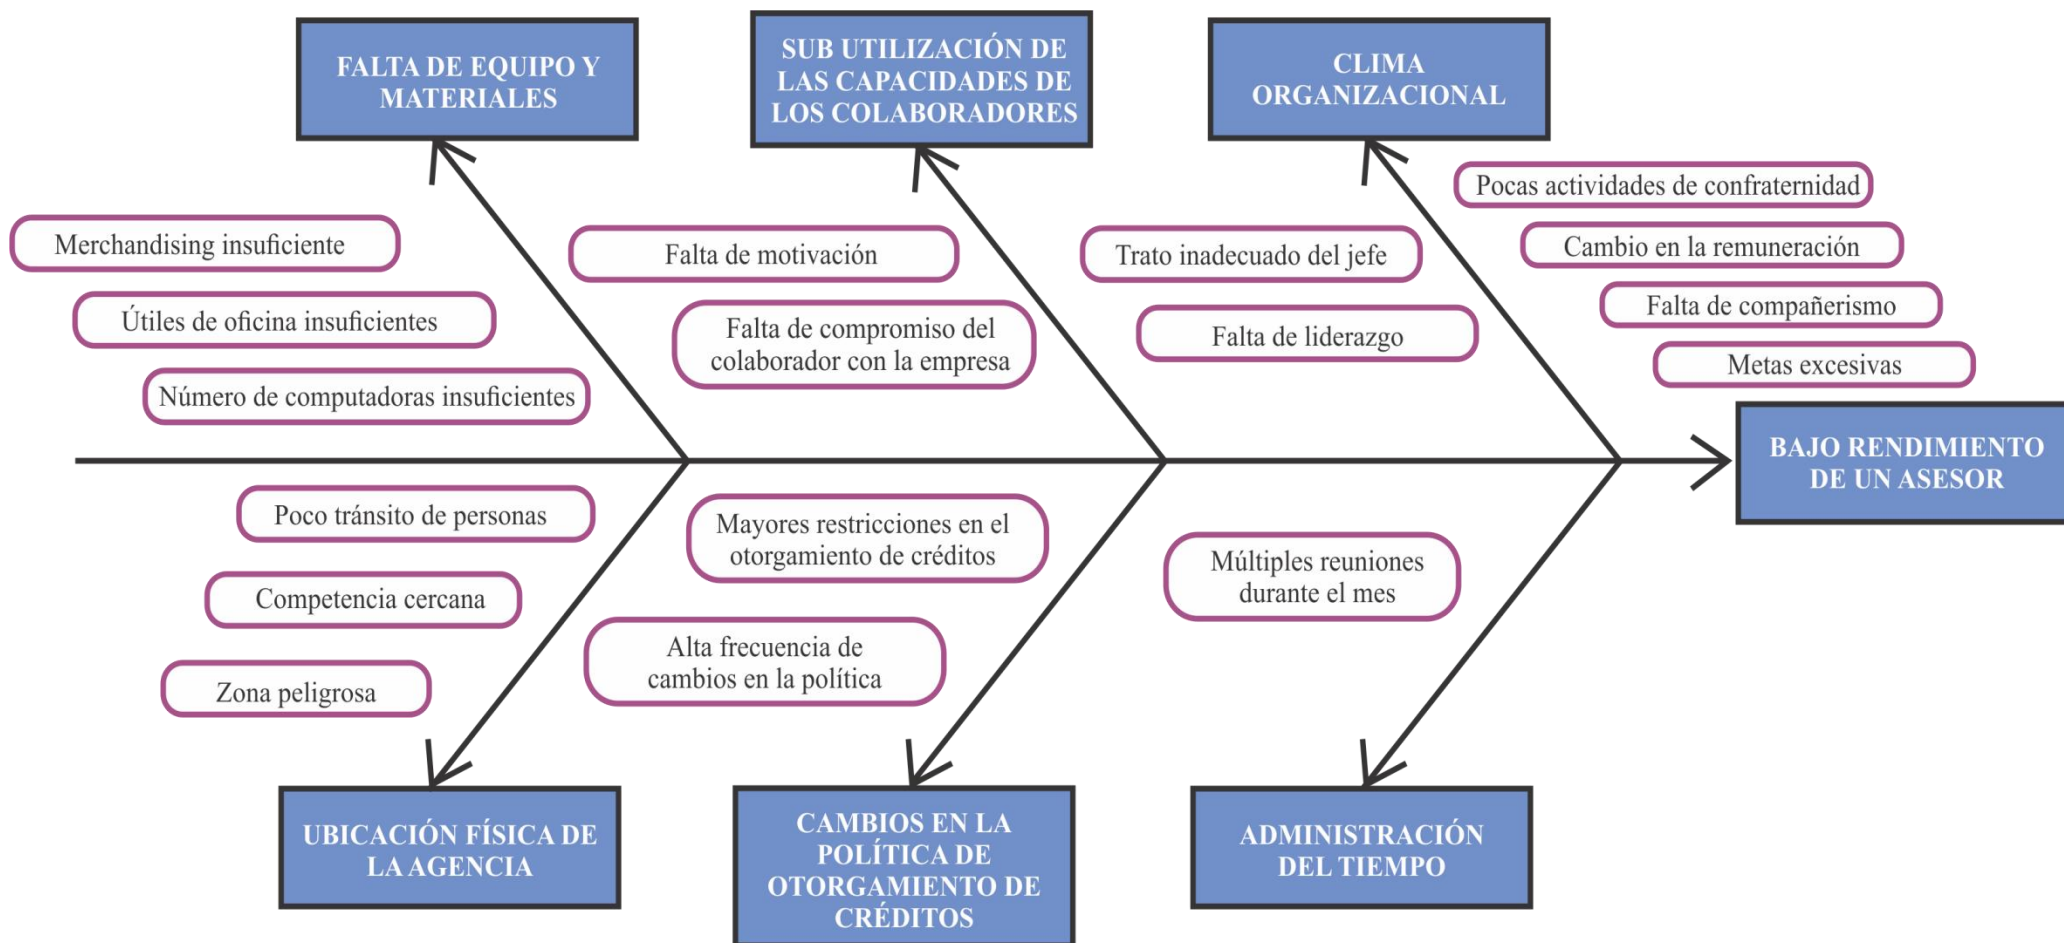 FALTA DE EQUIPO Y
MATERIALES
SUB UTILIZACIÓN DE
LAS CAPACIDADES DE
LOS COLABORADORES
CLIMA
ORGANIZACIONAL
Merchandising insuficiente
Útiles de oficina insuficientes
Número de computadoras insuficientes
Falta de motivación
Falta de compromiso del
colaborador con la empresa
Trato inadecuado del jefe
Falta de liderazgo
Pocas actividades de confraternidad
Cambio en la remuneración
Falta de compañerismo
Metas excesivas
BAJO RENDIMIENTO
DE UN ASESOR
Poco tránsito de personas
Competencia cercana
Zona peligrosa
Mayores restricciones en el
otorgamiento de créditos
Alta frecuencia de
cambios en la política
Múltiples reuniones
durante el mes
UBICACIÓN FÍSICA DE
LA AGENCIA
CAMBIOS EN LA
POLÍTICA DE
OTORGAMIENTO DE
CRÉDITOS
ADMINISTRACIÓN
DEL TIEMPO